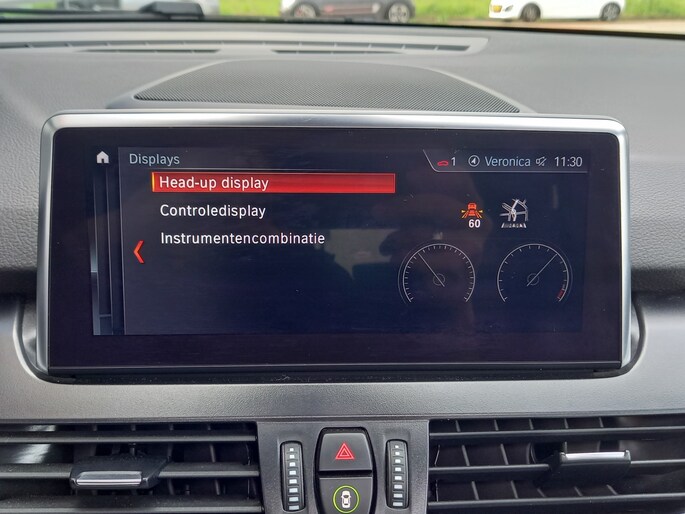 Displays
1 Veronica 11:30
Head-up display
Controledisplay
60
Instrumentencombinatie